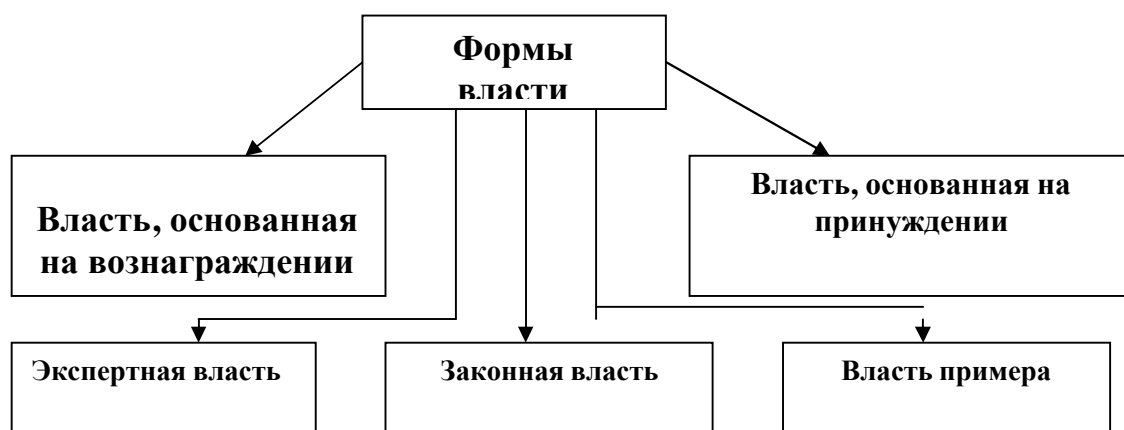 Формы
власти
Власть, основанная
на вознаграждении
Власть, основанная на
принуждении
Экспертная власть
Законная власть
Власть примера